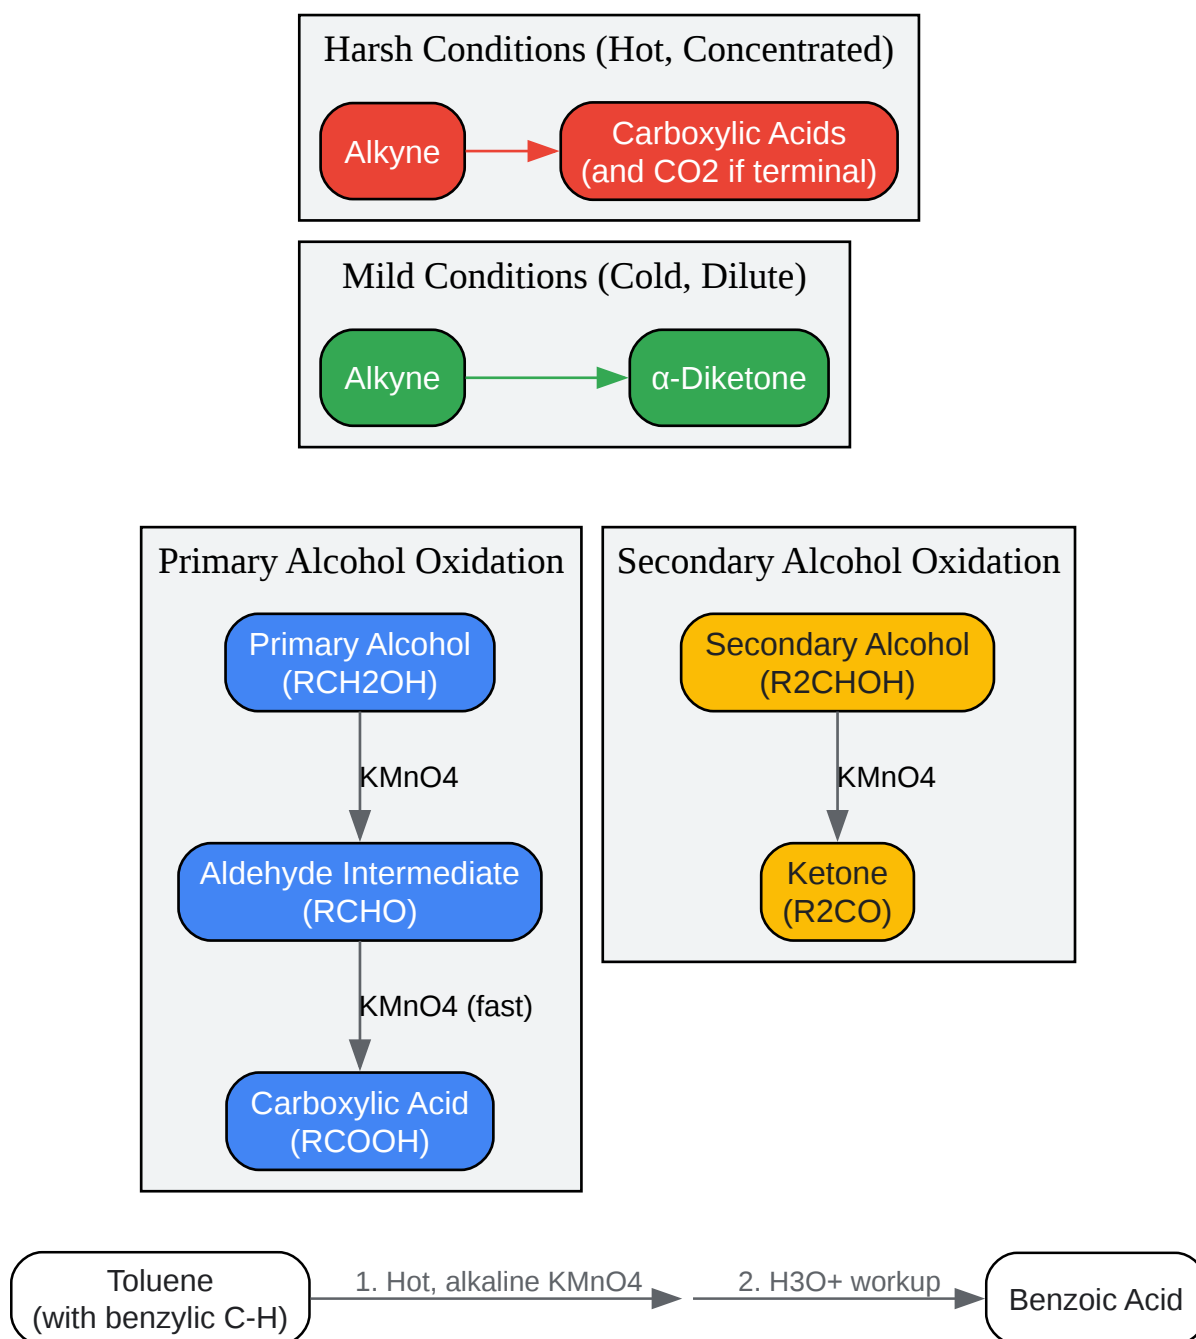 Harsh Conditions (Hot, Concentrated)
Alkyne
Carboxylic Acids
(and CO2 if terminal)
Mild Conditions (Cold, Dilute)
Alkyne
α-Diketone
Primary Alcohol Oxidation
Primary Alcohol
(RCH2OH)
KMnO4
Aldehyde Intermediate
(RCHO)
KMnO4 (fast)
Carboxylic Acid
(RCOOH)
Secondary Alcohol Oxidation
Secondary Alcohol
(R2CHOH)
KMnO4
Ketone
(R2CO)
Toluene
(with benzylic C-H)
1. Hot, alkaline KMnO4
2. H3O+ workup
Benzoic Acid